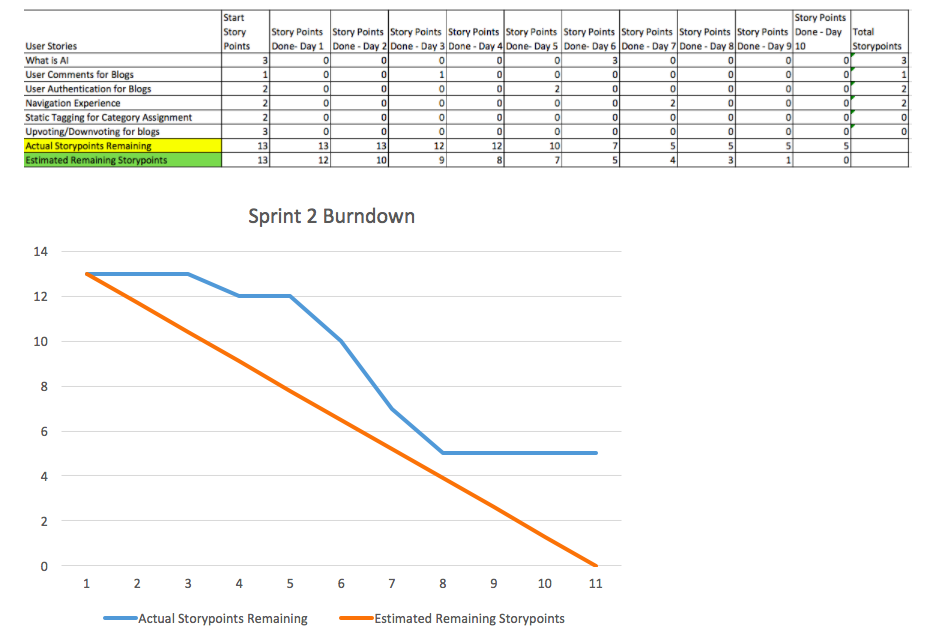 Start Story Points Done - Day
Story Story Points Story Points Story Points Story Points Story Points Story Points Story Points Story Points Story Points Done - Day Total
User Stories Points Done- Day 1 Done - Day 2 Done - Day 3 Done - Day 4 Done- Day 5 Done- Day 6 Done - Day 7 Done - Day 8 Done - Day 9 10 Storypoints
What is AI 3 0 0 0 0 0 3 0 0 0 0 3
User Comments for Blogs 1 0 0 1 0 0 0 0 0 0 0 1
User Authentication for Blogs 2 0 0 0 0 2 0 0 0 0 0 2
Navigation Experience 2 0 0 0 0 0 0 2 0 0 0 2
Static Tagging for Category Assignment 2 0 0 0 0 0 0 0 0 0 0 0
Upvoting/Downvoting for blogs 3 0 0 0 0 0 0 0 0 0 0 0
Actual Storypoints Remaining 13 13 13 12 12 10 7 5 5 5 5
Estimated Remaining Storypoints 13 12 10 9 8 7 5 4 3 1 0
Sprint 2 Burndown
14
12
10
8
6
4
2
0
1 2 3 4 5 6 7 8 9 10 11
Actual Storypoints Remaining Estimated Remaining Storypoints